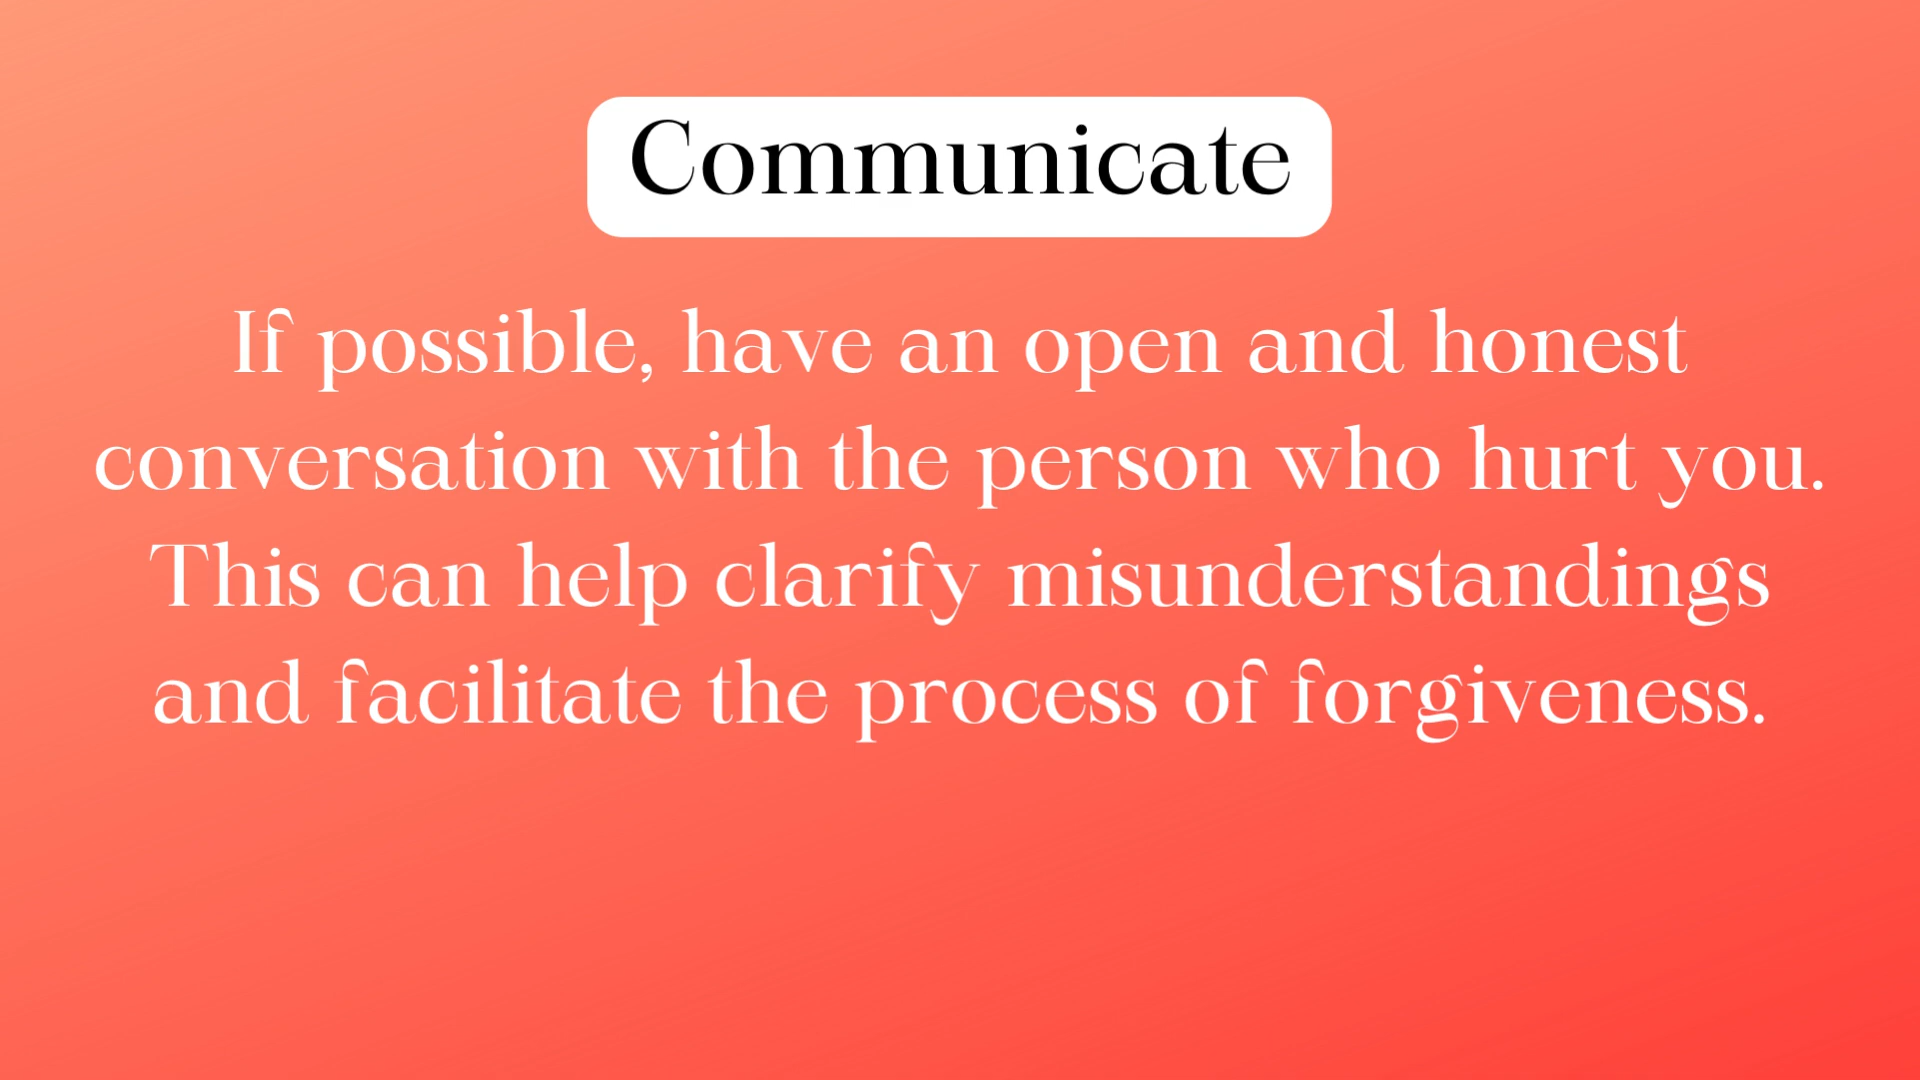 Communicate
If possible, have an open and honest
conversation with the person who hurt you.
This can help clarify misunderstandings
and facilitate the process of forgiveness.